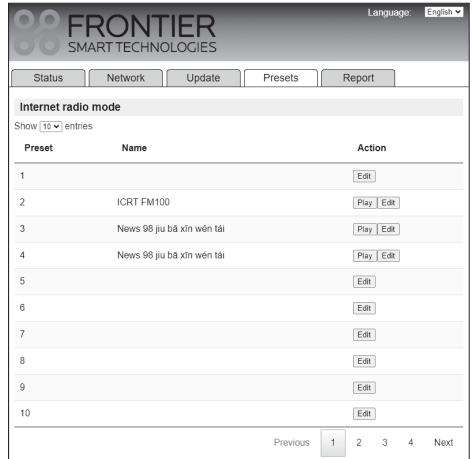 Language: English
FRONTIER
SMART TECHNOLOGIES
Status Network Update Presets Report
Internet radio mode
Show 10 entries
Preset Name Action
1 Edit
2 ICRT FM100 Play Edit
3 News 98 jiu bā xīn wén tái Play Edit
4 News 98 jiu bā xīn wén tái Play Edit
5 Edit
6 Edit
7 Edit
8 Edit
9 Edit
10 Edit
Previous 1 2 3 4 Next